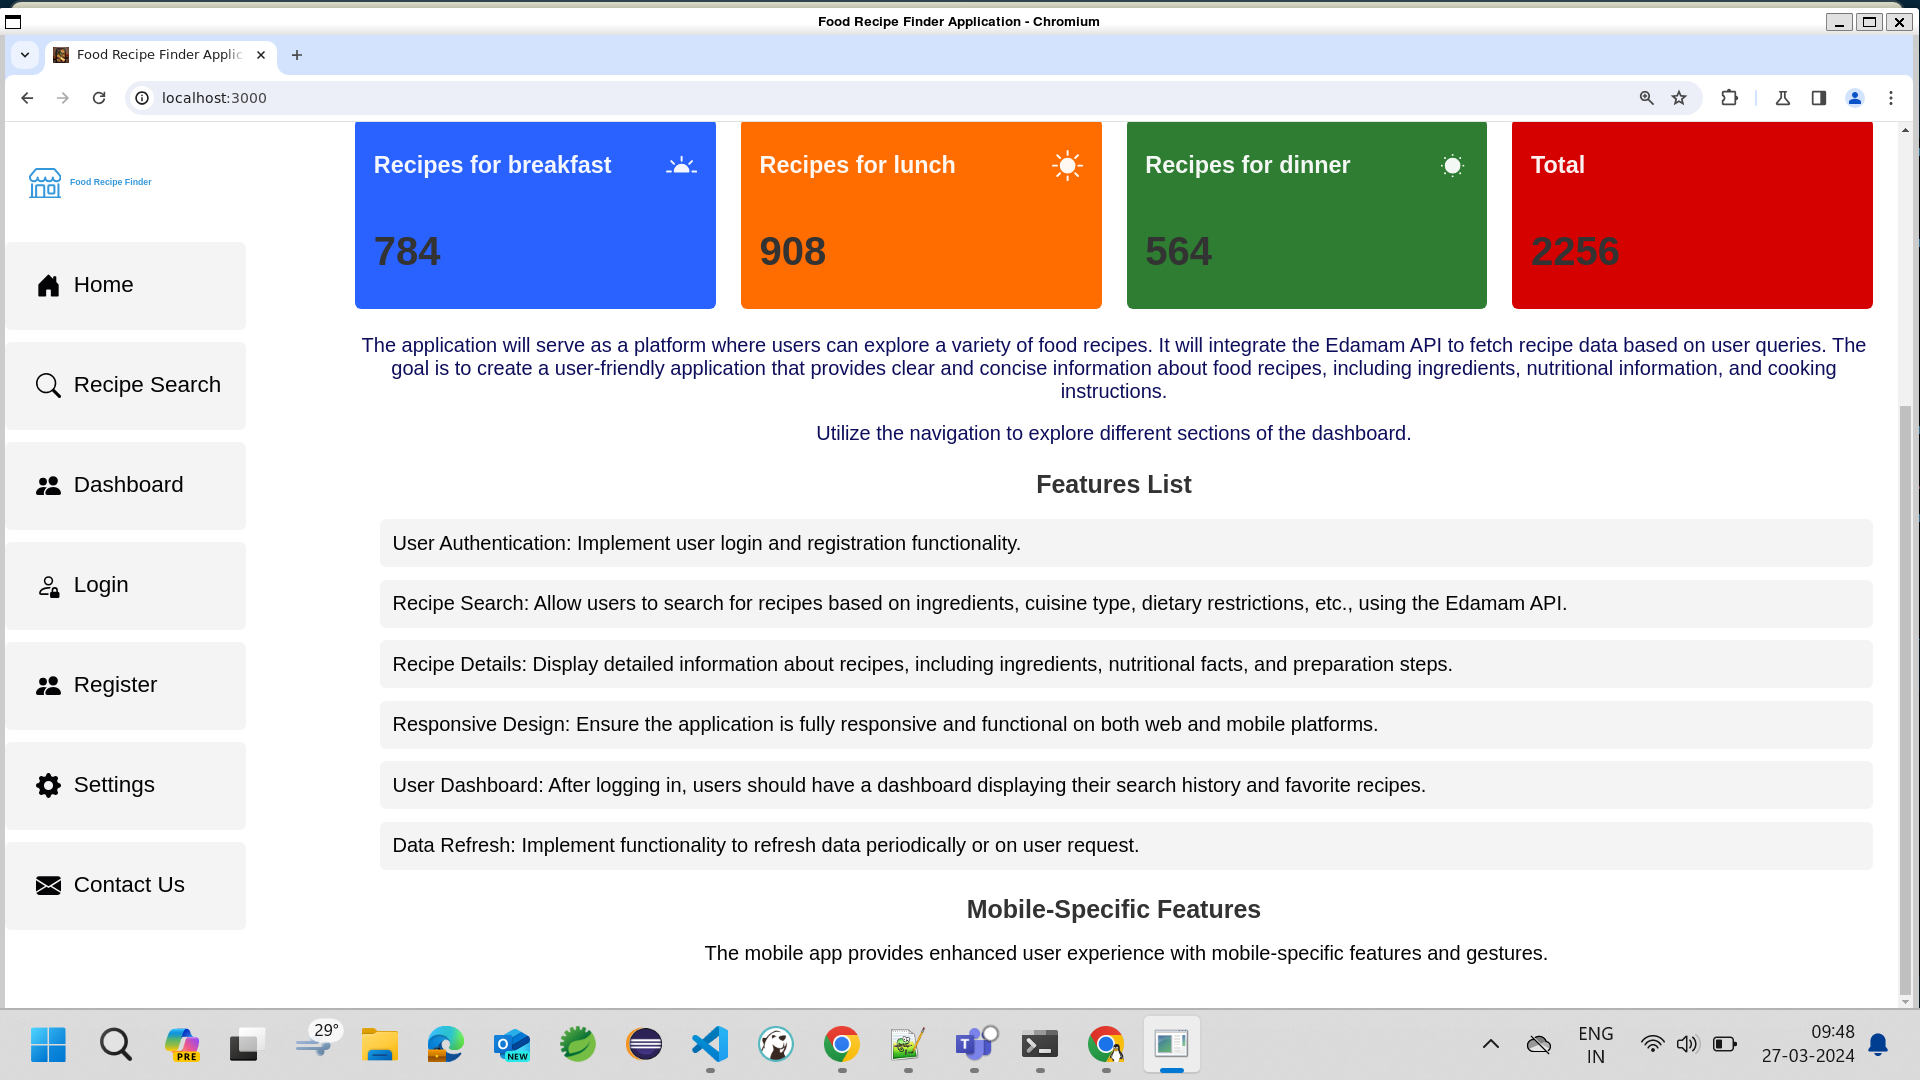 Food Recipe Finder Application - Chromium
Food Recipe Finder Applic
localhost:3000
Food Recipe Finder
Home
Recipe Search
Dashboard
Login
Register
Settings
Contact Us
Recipes for breakfast
784
Recipes for lunch
908
Recipes for dinner
564
Total
2256
The application will serve as a platform where users can explore a variety of food recipes. It will integrate the Edamam API to fetch recipe data based on user queries. The
goal is to create a user-friendly application that provides clear and concise information about food recipes, including ingredients, nutritional information, and cooking
instructions.
Utilize the navigation to explore different sections of the dashboard.
Features List
User Authentication: Implement user login and registration functionality.
Recipe Search: Allow users to search for recipes based on ingredients, cuisine type, dietary restrictions, etc., using the Edamam API.
Recipe Details: Display detailed information about recipes, including ingredients, nutritional facts, and preparation steps.
Responsive Design: Ensure the application is fully responsive and functional on both web and mobile platforms.
User Dashboard: After logging in, users should have a dashboard displaying their search history and favorite recipes.
Data Refresh: Implement functionality to refresh data periodically or on user request.
Mobile-Specific Features
The mobile app provides enhanced user experience with mobile-specific features and gestures.
PRE
29°
NEW
ENG
IN
09:48
27-03-2024